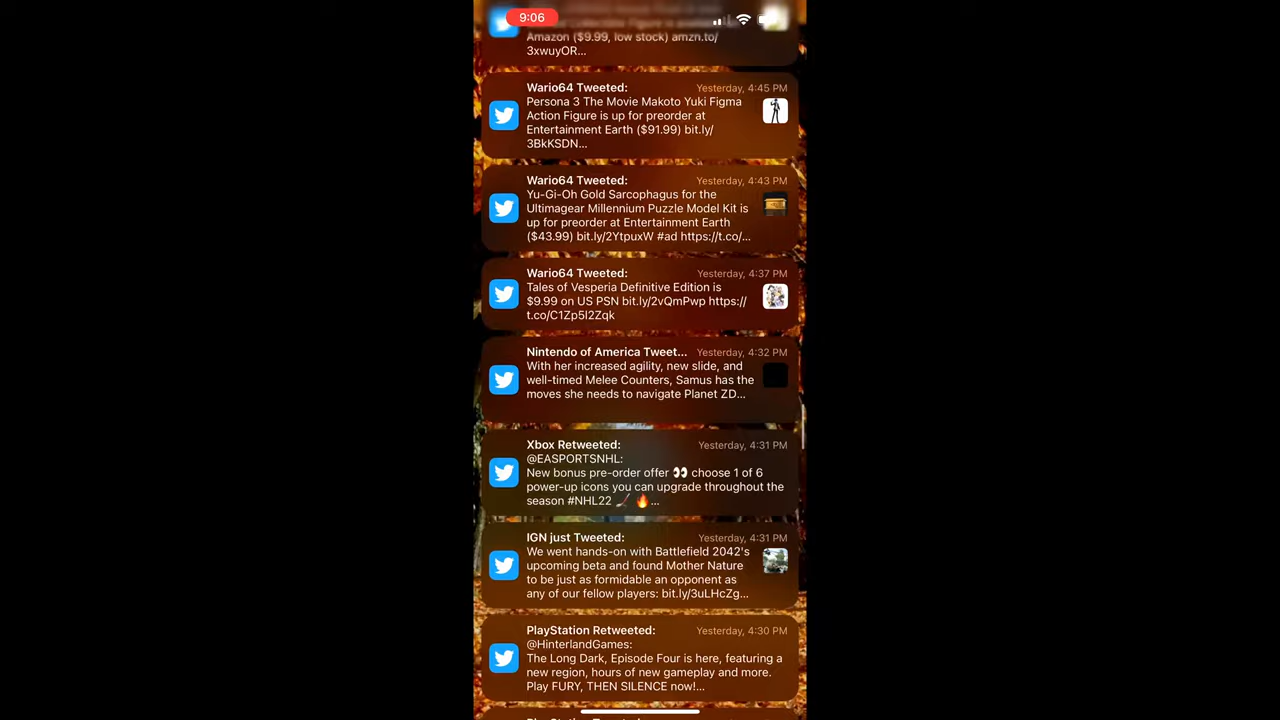 9:06
Amazon ($9.99, low stock) amzn.to/
3xwuyOR...
Wario64 Tweeted: Yesterday, 4:45 PM
Persona 3 The Movie Makoto Yuki Figma
Action Figure is up for preorder at
Entertainment Earth ($91.99) bit.ly/
3BkKSDN...
Wario64 Tweeted: Yesterday, 4:43 PM
Yu-Gi-Oh Gold Sarcophagus for the
Ultimagear Millennium Puzzle Model Kit is
up for preorder at Entertainment Earth
($43.99) bit.ly/2YtpuxW #ad https://t.co/...
Wario64 Tweeted: Yesterday, 4:37 PM
Tales of Vesperia Definitive Edition is
$9.99 on US PSN bit.ly/2vQmPwp https://
t.co/C1Zp5I2Zqk
Nintendo of America Tweet... Yesterday, 4:32 PM
With her increased agility, new slide, and
well-timed Melee Counters, Samus has the
moves she needs to navigate Planet ZD...
Xbox Retweeted: Yesterday, 4:31 PM
@EASPORTSNHL:
New bonus pre-order offer 👀 choose 1 of 6
power-up icons you can upgrade throughout the
season #NHL22 🏒 🔥...
IGN just Tweeted: Yesterday, 4:31 PM
We went hands-on with Battlefield 2042's
upcoming beta and found Mother Nature
to be just as formidable an opponent as
any of our fellow players: bit.ly/3uLHcZg...
PlayStation Retweeted: Yesterday, 4:30 PM
@HinterlandGames:
The Long Dark, Episode Four is here, featuring a
new region, hours of new gameplay and more.
Play FURY, THEN SILENCE now!...